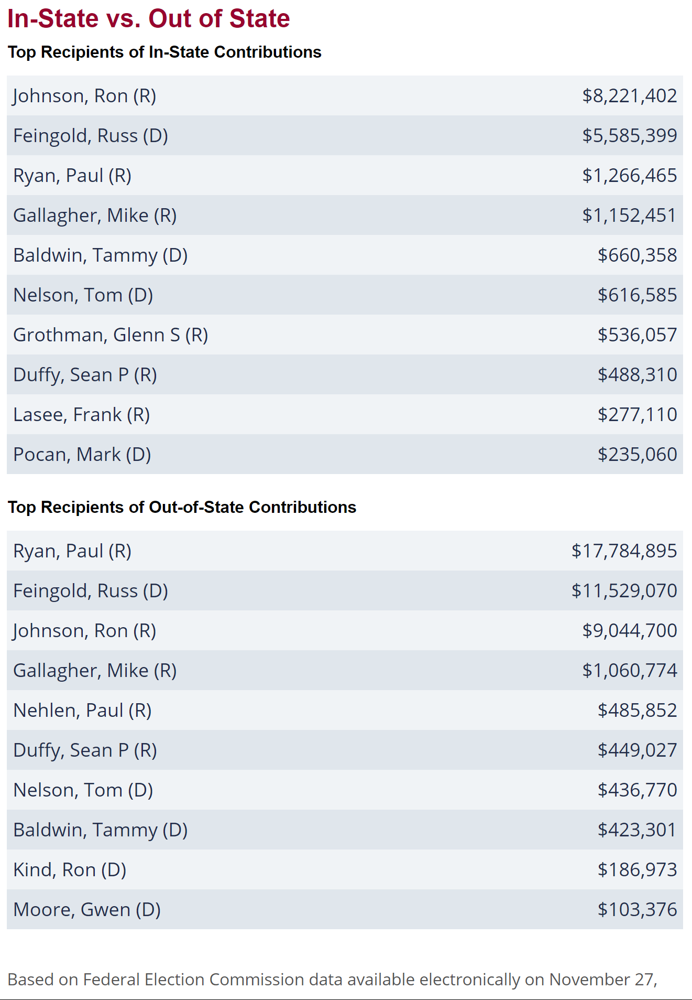 In-State vs. Out of State
Top Recipients of In-State Contributions
Johnson, Ron (R) $8,221,402
Feingold, Russ (D) $5,585,399
Ryan, Paul (R) $1,266,465
Gallagher, Mike (R) $1,152,451
Baldwin, Tammy (D) $660,358
Nelson, Tom (D) $616,585
Grothman, Glenn S (R) $536,057
Duffy, Sean P (R) $488,310
Lasee, Frank (R) $277,110
Pocan, Mark (D) $235,060
Top Recipients of Out-of-State Contributions
Ryan, Paul (R) $17,784,895
Feingold, Russ (D) $11,529,070
Johnson, Ron (R) $9,044,700
Gallagher, Mike (R) $1,060,774
Nehlen, Paul (R) $485,852
Duffy, Sean P (R) $449,027
Nelson, Tom (D) $436,770
Baldwin, Tammy (D) $423,301
Kind, Ron (D) $186,973
Moore, Gwen (D) $103,376
Based on Federal Election Commission data available electronically on November 27,